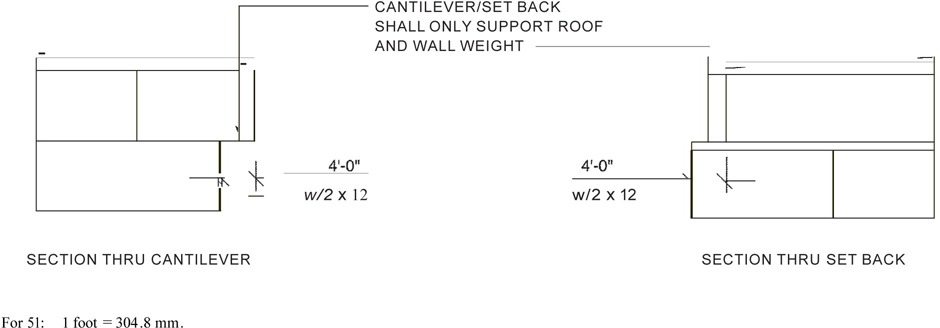 CANTILEVER/SET BACK
SHALL ONLY SUPPORT ROOF
AND WALL WEIGHT
4'-0"
w/2 x 12
4'-0"
w/2 x 12
SECTION THRU CANTILEVER
SECTION THRU SET BACK
For 5l: 1 foot = 304.8 mm.